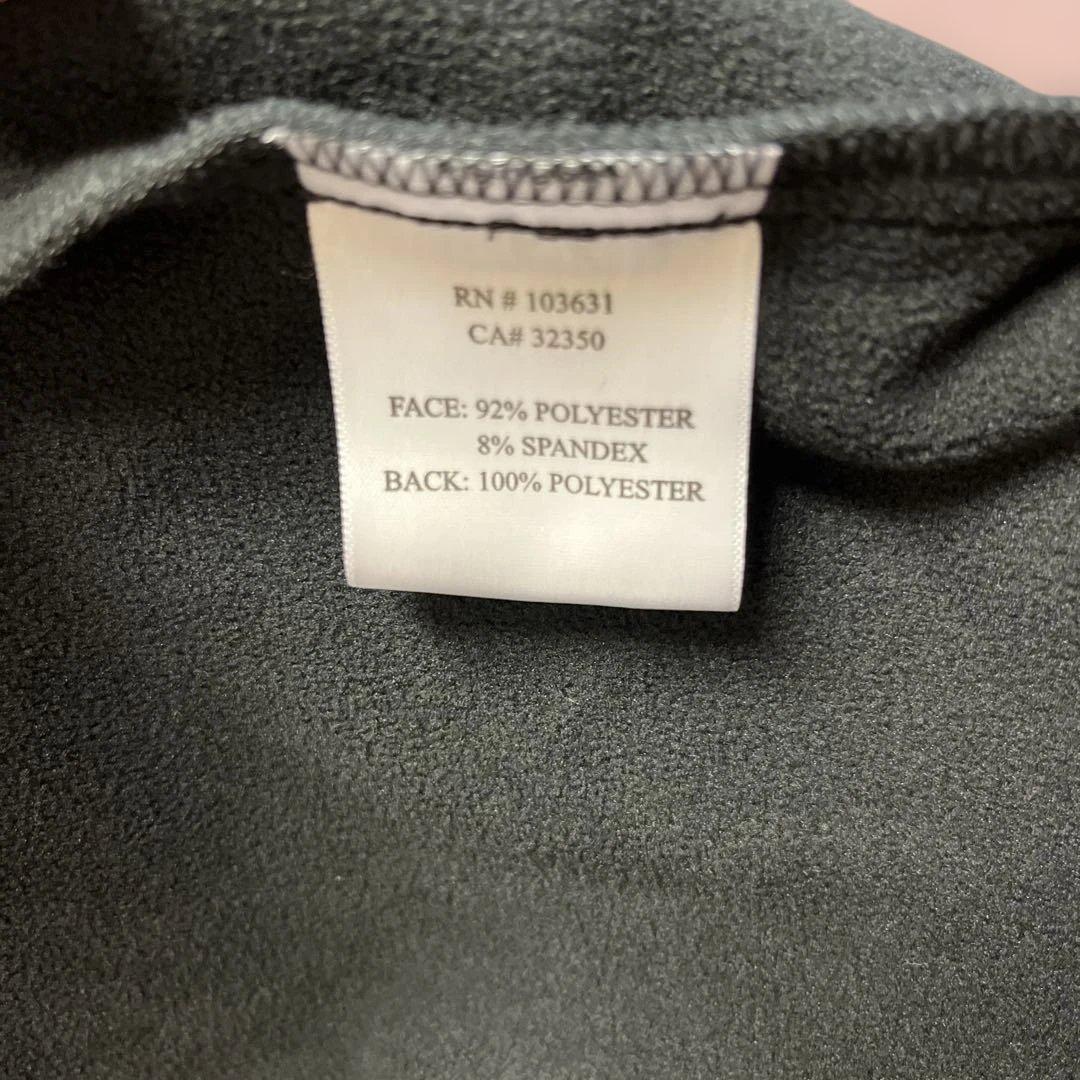 RN # 103631
CA# 32350
FACE: 92% POLYESTER
8% SPANDEX
BACK: 100% POLYESTER